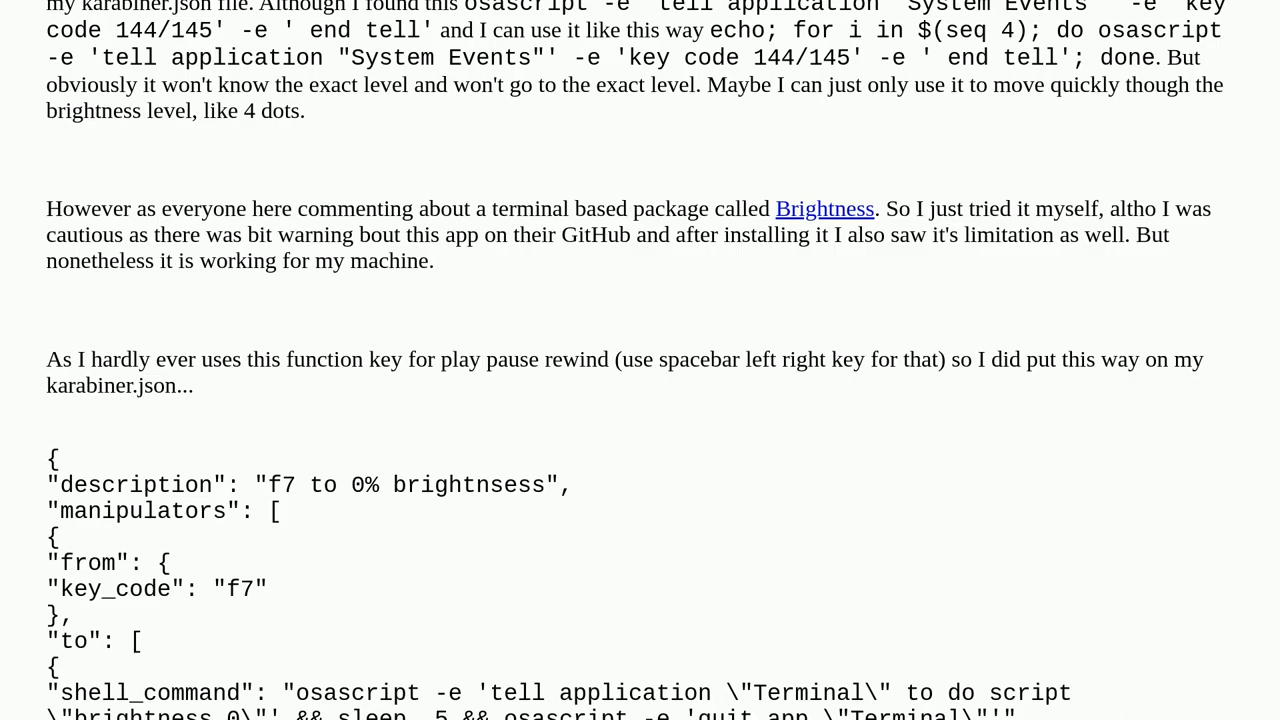 my karabiner.json file. Although I found this osascript -e 'tell application "System Events"' -e 'key
code 144/145' -e ' end tell' and I can use it like this way echo; for i in $(seq 4); do osascript
-e 'tell application "System Events"' -e 'key code 144/145' -e ' end tell'; done. But
obviously it won't know the exact level and won't go to the exact level. Maybe I can just only use it to move quickly though the
brightness level, like 4 dots.
However as everyone here commenting about a terminal based package called Brightness. So I just tried it myself, altho I was
cautious as there was bit warning bout this app on their GitHub and after installing it I also saw it's limitation as well. But
nonetheless it is working for my machine.
As I hardly ever uses this function key for play pause rewind (use spacebar left right key for that) so I did put this way on my
karabiner.json...
{
"description": "f7 to 0% brightnsess",
"manipulators": [
{
"from": {
"key_code": "f7"
},
"to": [
{
"shell_command": "osascript -e 'tell application \"Terminal\" to do script
\"brightness 0\"' && sleep .5 && osascript -e 'quit app \"Terminal\"'"